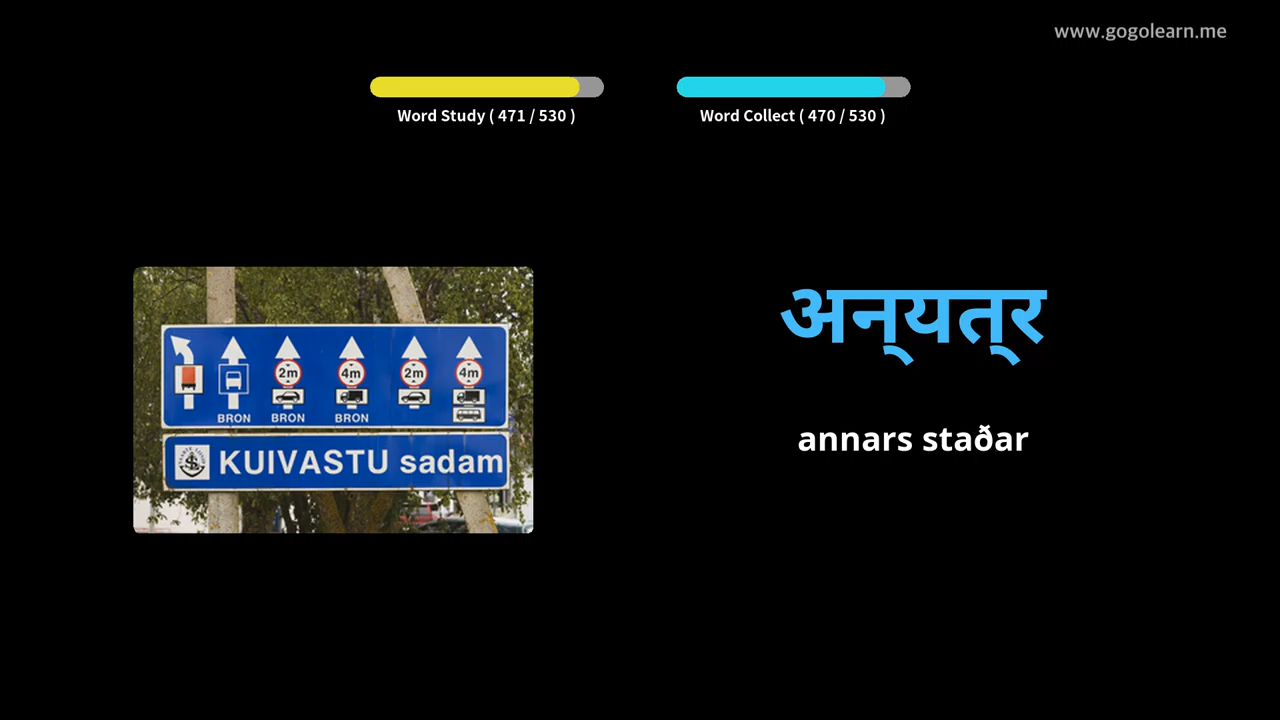 www.gogolearn.me
Word Study ( 471 / 530 )
Word Collect ( 470 / 530 )
2m
4m
2m
4m
BRON
BRON
BRON
KUIVASTU sadam
अन्‌यत्‌र
annars staðar